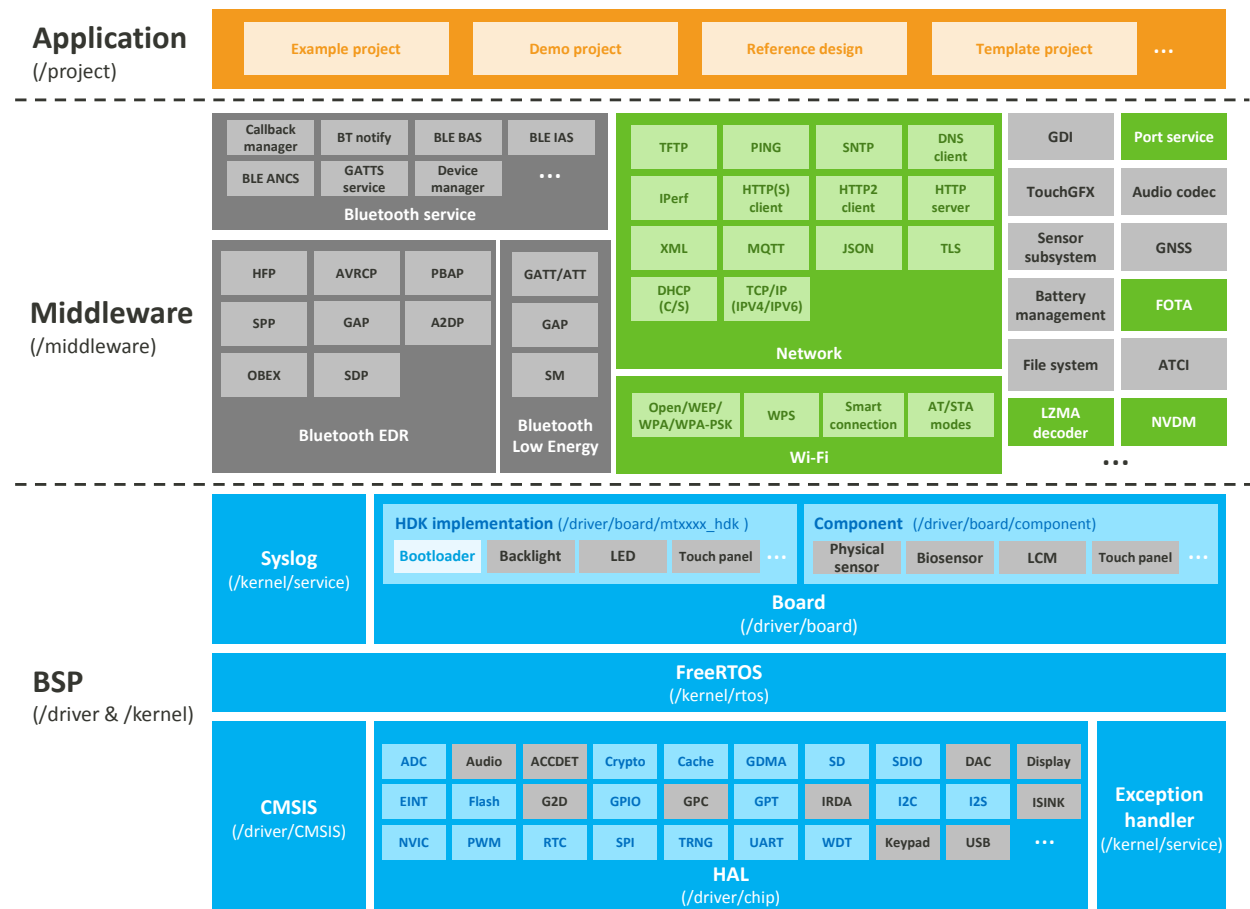 Application
(/project)
Example project
Demo project
Reference design
Template project
...
Middleware
(/middleware)
Callback
manager
BT notify
BLE BAS
BLE IAS
BLE ANCS
GATTS
service
Device
manager
...
Bluetooth service
HFP
AVRCP
PBAP
SPP
GAP
A2DP
OBEX
SDP
Bluetooth EDR
GATT/ATT
GAP
SM
Bluetooth
Low Energy
TFTP
PING
SNTP
DNS
client
IPerf
HTTP(S)
client
HTTP2
client
HTTP
server
XML
MQTT
JSON
TLS
DHCP
(C/S)
TCP/IP
(IPV4/IPV6)
Network
Open/WEP/
WPA/WPA-PSK
WPS
Smart
connection
AT/STA
modes
Wi-Fi
GDI
Port service
TouchGFX
Audio codec
Sensor
subsystem
GNSS
Battery
management
FOTA
File system
ATCI
LZMA
decoder
NVDM
...
BSP
(/driver & /kernel)
Syslog
(/kernel/service)
HDK implementation (/driver/board/mtxxxx_hdk )
Bootloader
Backlight
LED
Touch panel
...
Component (/driver/board/component)
Physical
sensor
Biosensor
LCM
Touch panel
...
Board
(/driver/board)
FreeRTOS
(/kernel/rtos)
CMSIS
(/driver/CMSIS)
ADC
Audio
ACCDET
Crypto
Cache
GDMA
SD
SDIO
DAC
Display
EINT
Flash
G2D
GPIO
GPC
GPT
IRDA
I2C
I2S
ISINK
NVIC
PWM
RTC
SPI
TRNG
UART
WDT
Keypad
USB
...
HAL
(/driver/chip)
Exception
handler
(/kernel/service)